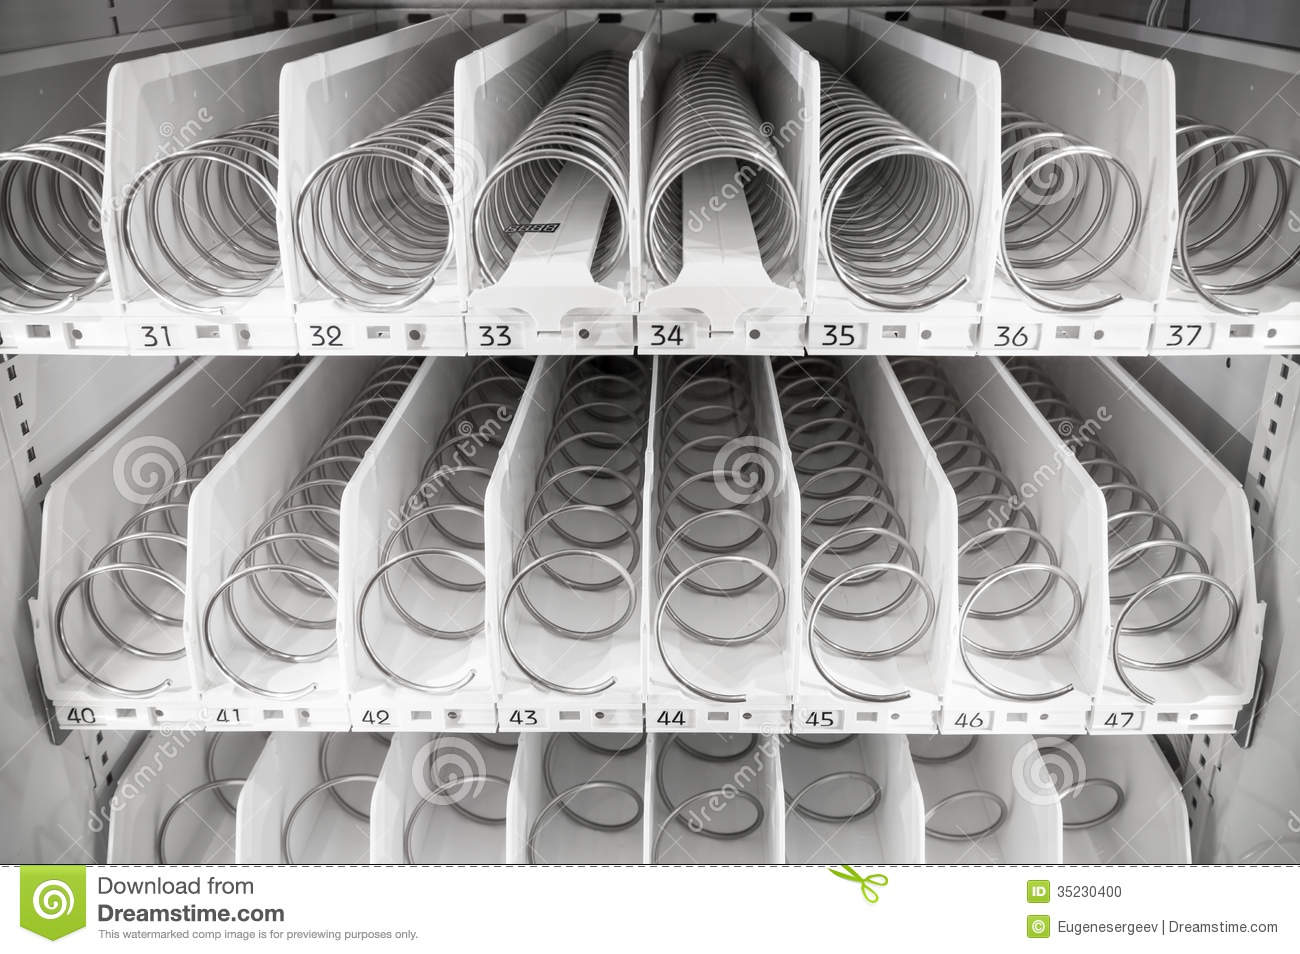 31 32 33 34 35 36 37
40 41 42 43 44 45 46 47
dreamstime
Download from
Dreamstime.com
This watermarked comp image is for previewing purposes only.
ID 35230400
© Eugenesergeev | Dreamstime.com